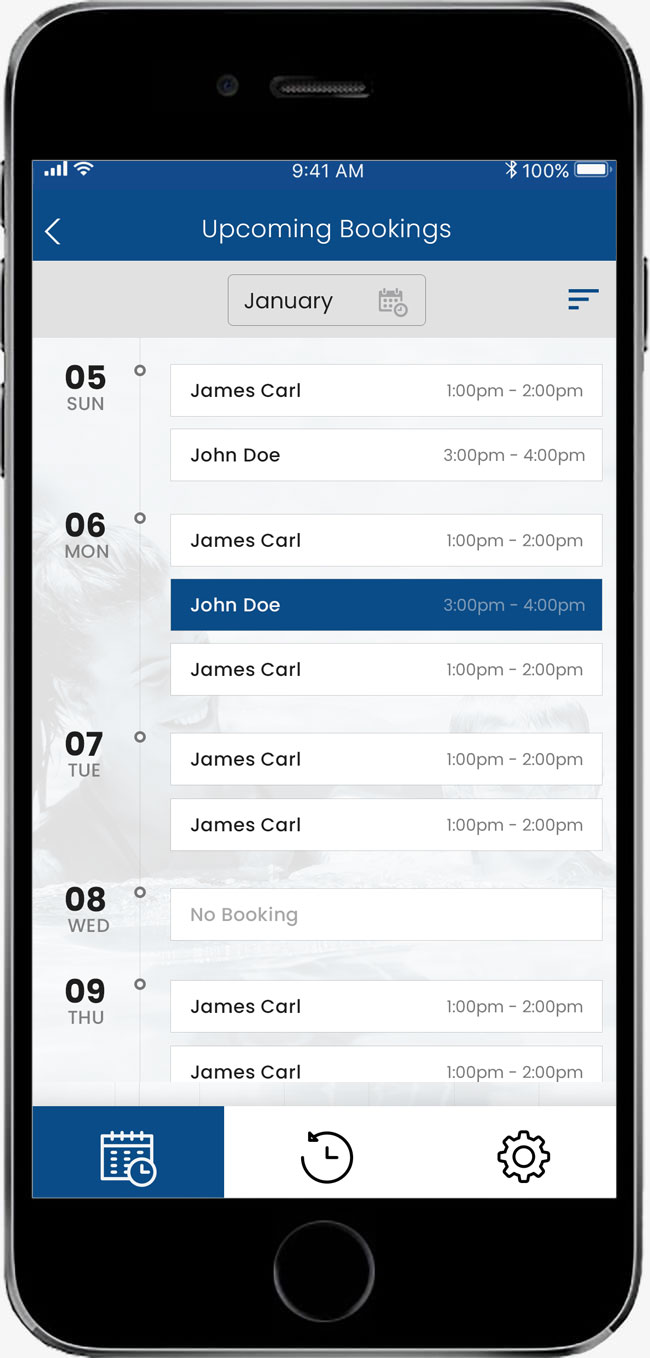 9:41 AM 100%
Upcoming Bookings
January
05 James Carl 1:00pm - 2:00pm
SUN
John Doe 3:00pm - 4:00pm
06 James Carl 1:00pm - 2:00pm
MON
John Doe 3:00pm - 4:00pm
James Carl 1:00pm - 2:00pm
07 James Carl 1:00pm - 2:00pm
TUE
James Carl 1:00pm - 2:00pm
08 No Booking
WED
09 James Carl 1:00pm - 2:00pm
THU
James Carl 1:00pm - 2:00pm